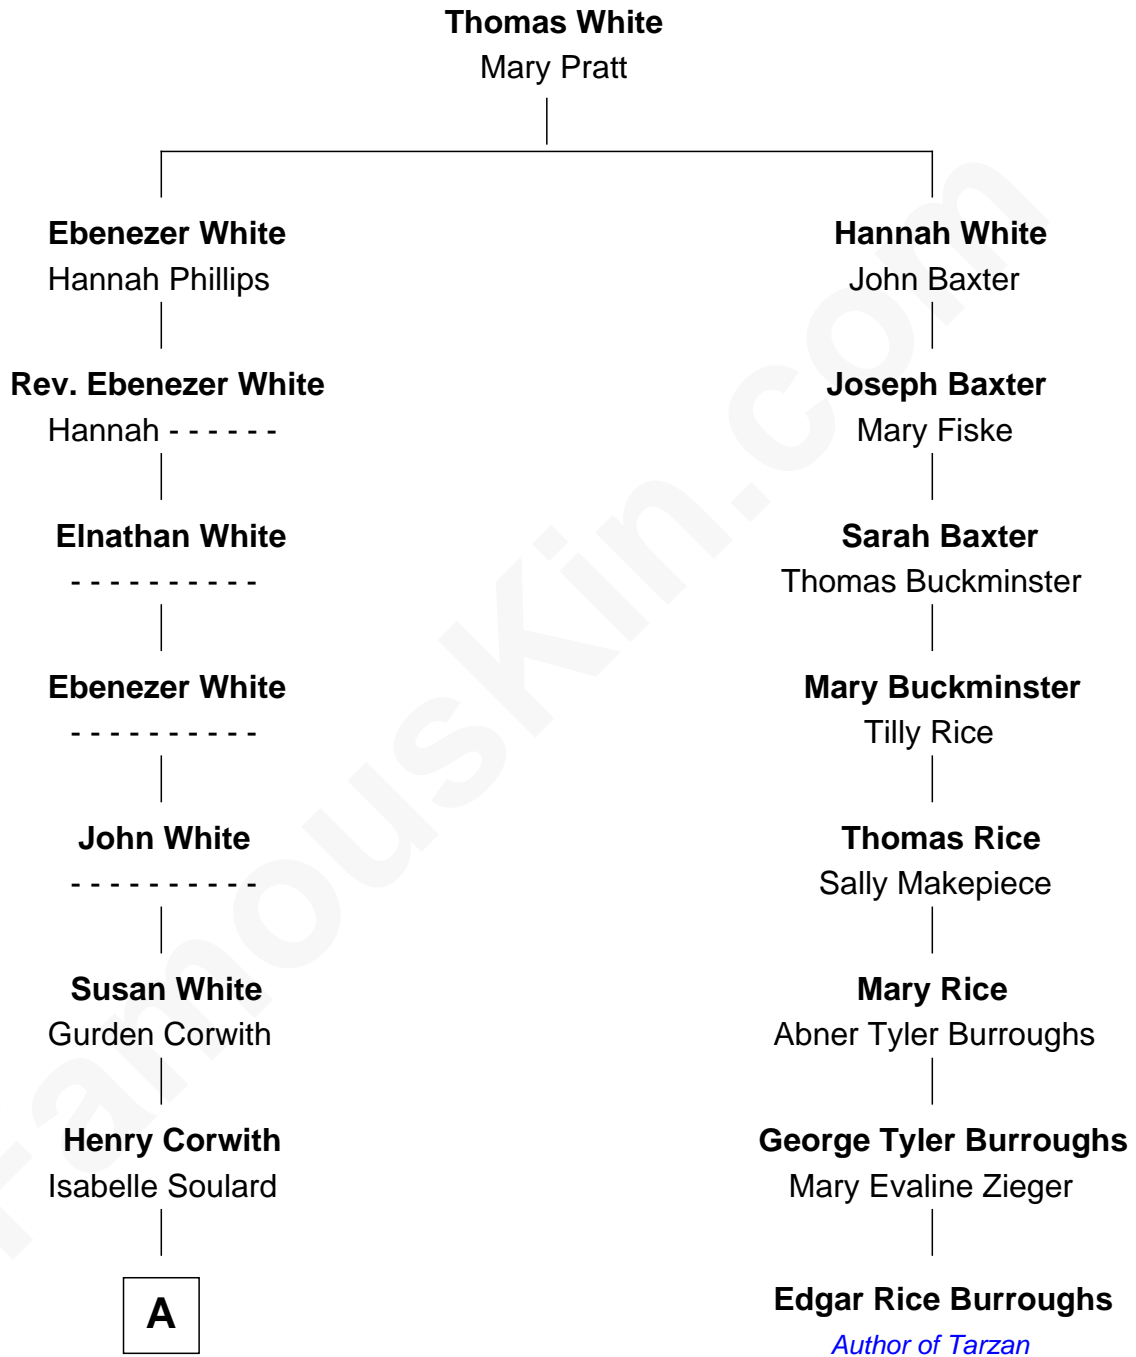 Thomas White
Mary Pratt
Ebenezer White
Hannah Phillips
Rev. Ebenezer White
Hannah - - - - - -
Elnathan White
- - - - - - - - - -
Ebenezer White
- - - - - - - - - -
John White
- - - - - - - - - -
Susan White
Gurden Corwith
Henry Corwith
Isabelle Soulard
A
Hannah White
John Baxter
Joseph Baxter
Mary Fiske
Sarah Baxter
Thomas Buckminster
Mary Buckminster
Tilly Rice
Thomas Rice
Sally Makepiece
Mary Rice
Abner Tyler Burroughs
George Tyler Burroughs
Mary Evaline Zieger
Edgar Rice Burroughs
Author of Tarzan
FamousKin.com